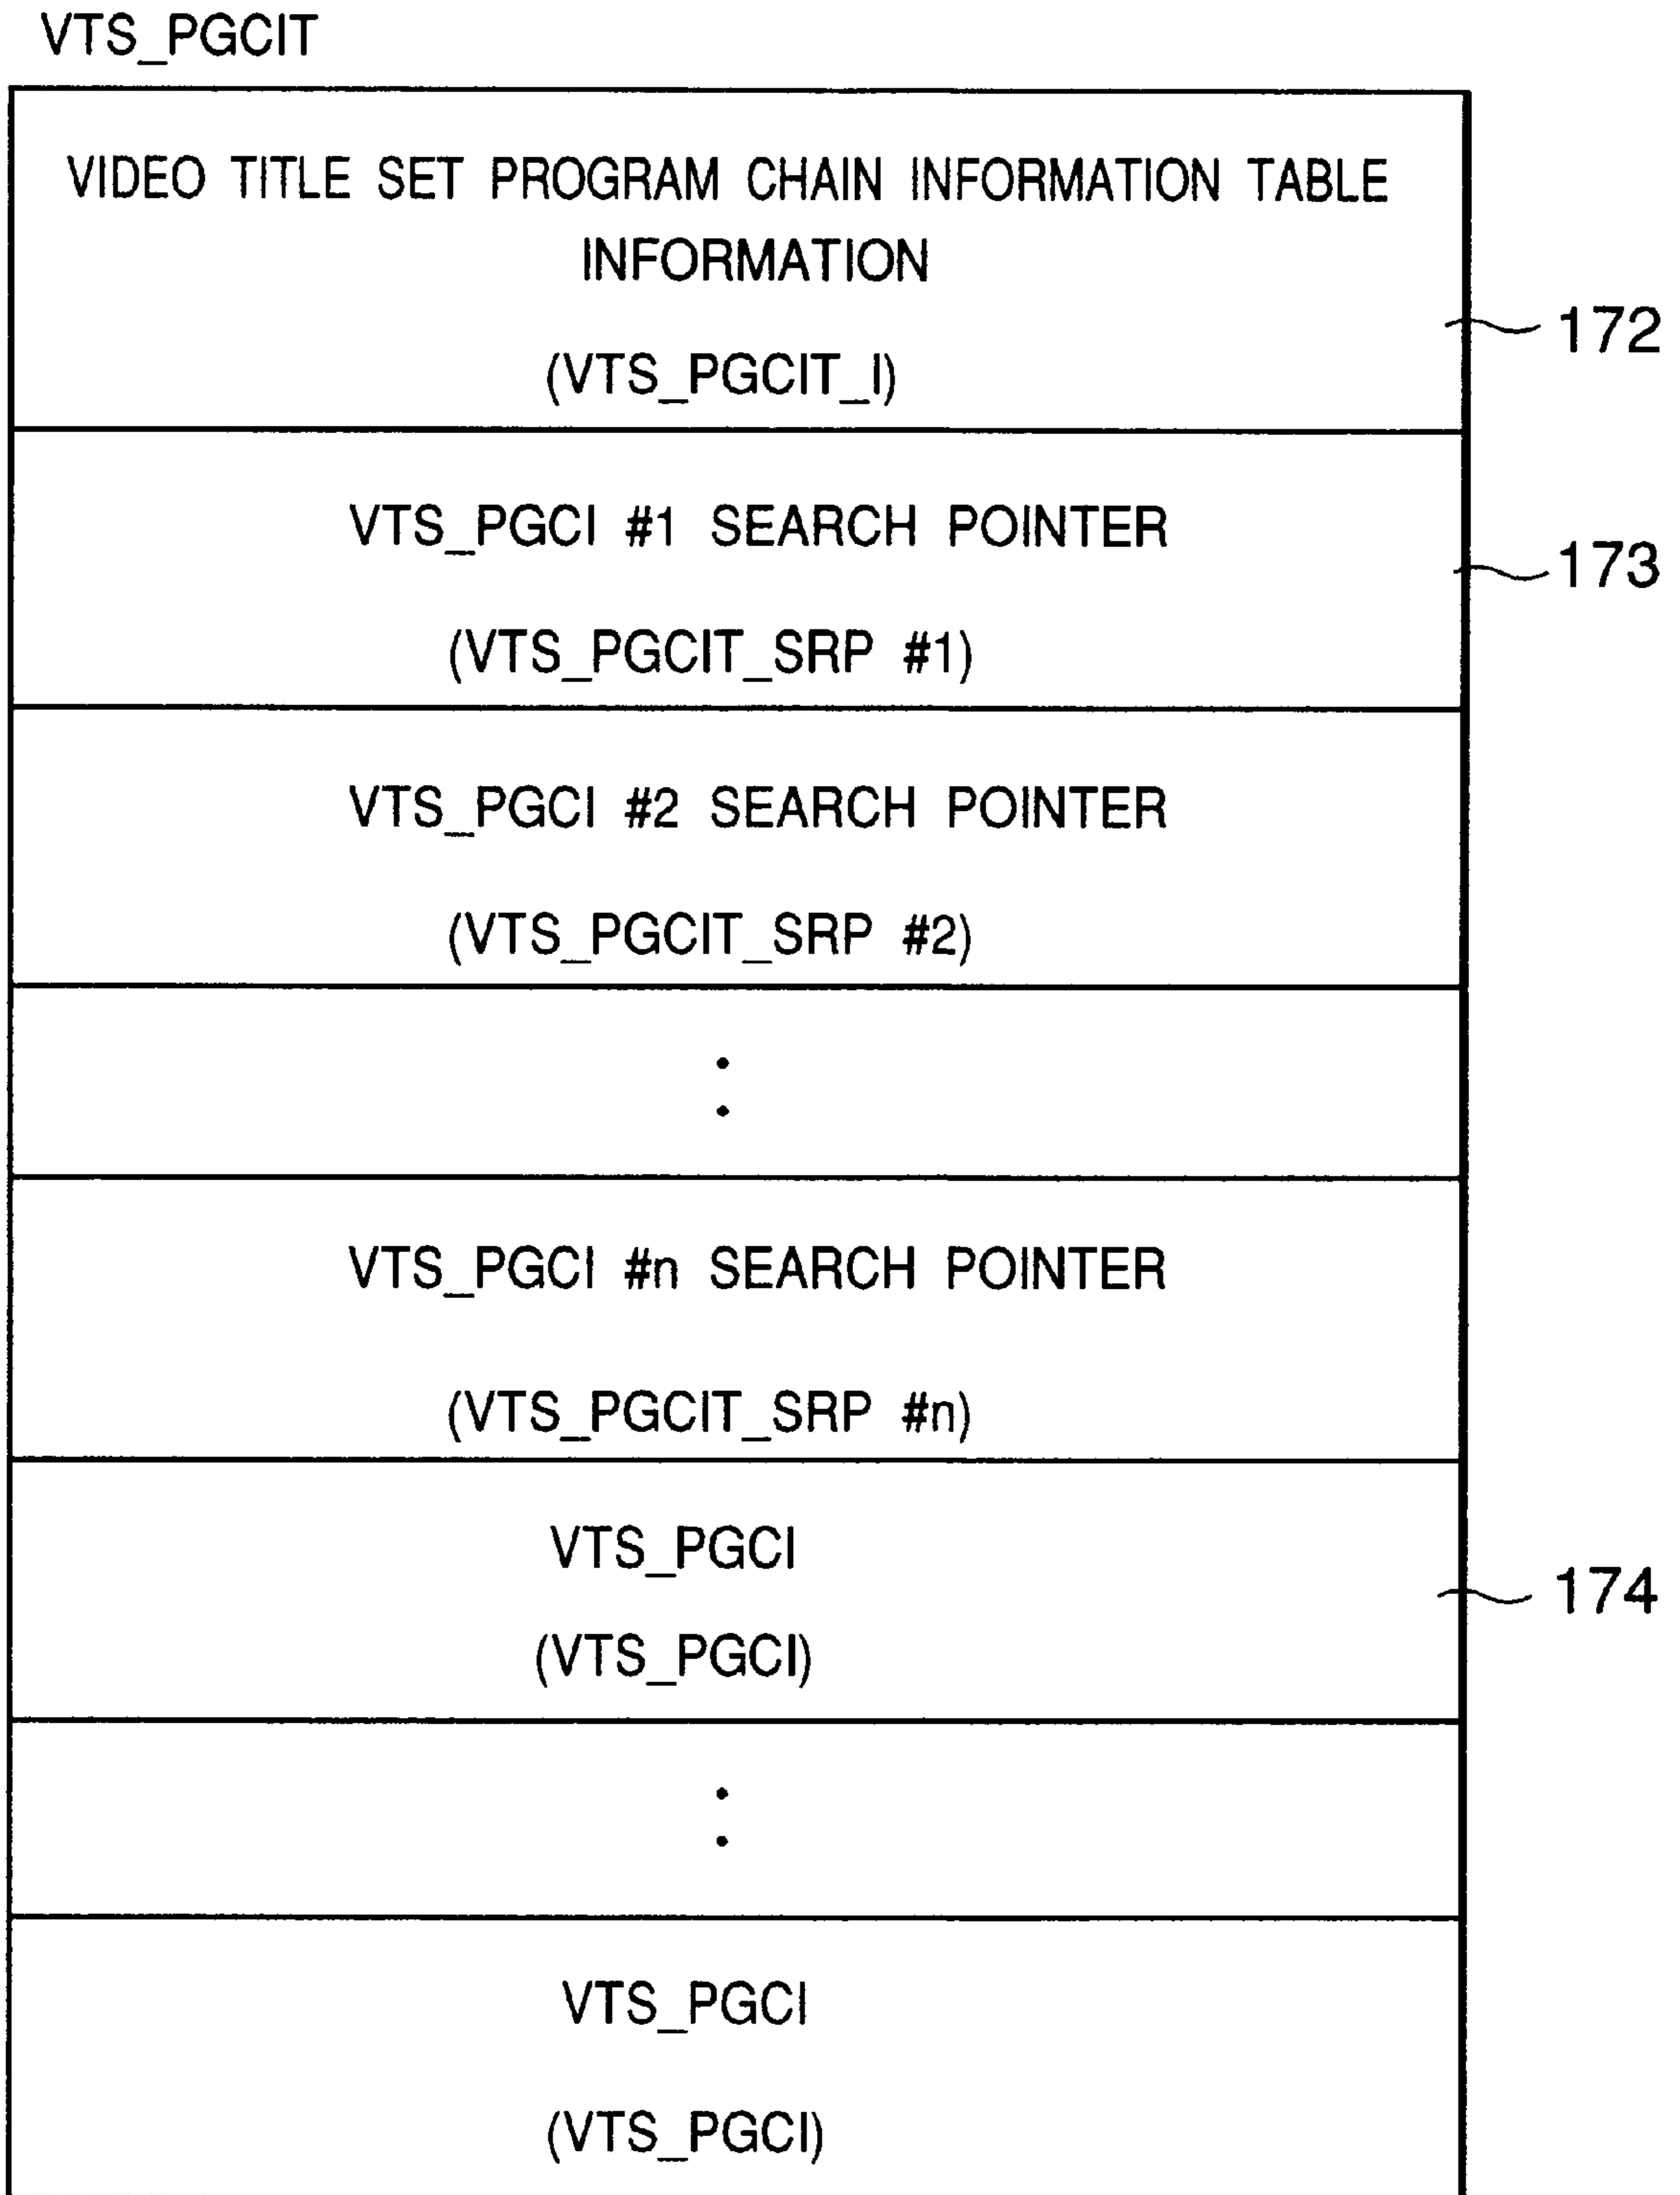 VTS_PGCIT
VIDEO TITLE SET PROGRAM CHAIN INFORMATION TABLE
INFORMATION
(VTS_PGCIT_I)
172
VTS_PGCI #1 SEARCH POINTER
173
(VTS_PGCIT_SRP #1)
VTS_PGCI #2 SEARCH POINTER
(VTS_PGCIT_SRP #2)
:
VTS_PGCI #n SEARCH POINTER
(VTS_PGCIT_SRP #n)
VTS_PGCI
174
(VTS_PGCI)
:
VTS_PGCI
(VTS_PGCI)